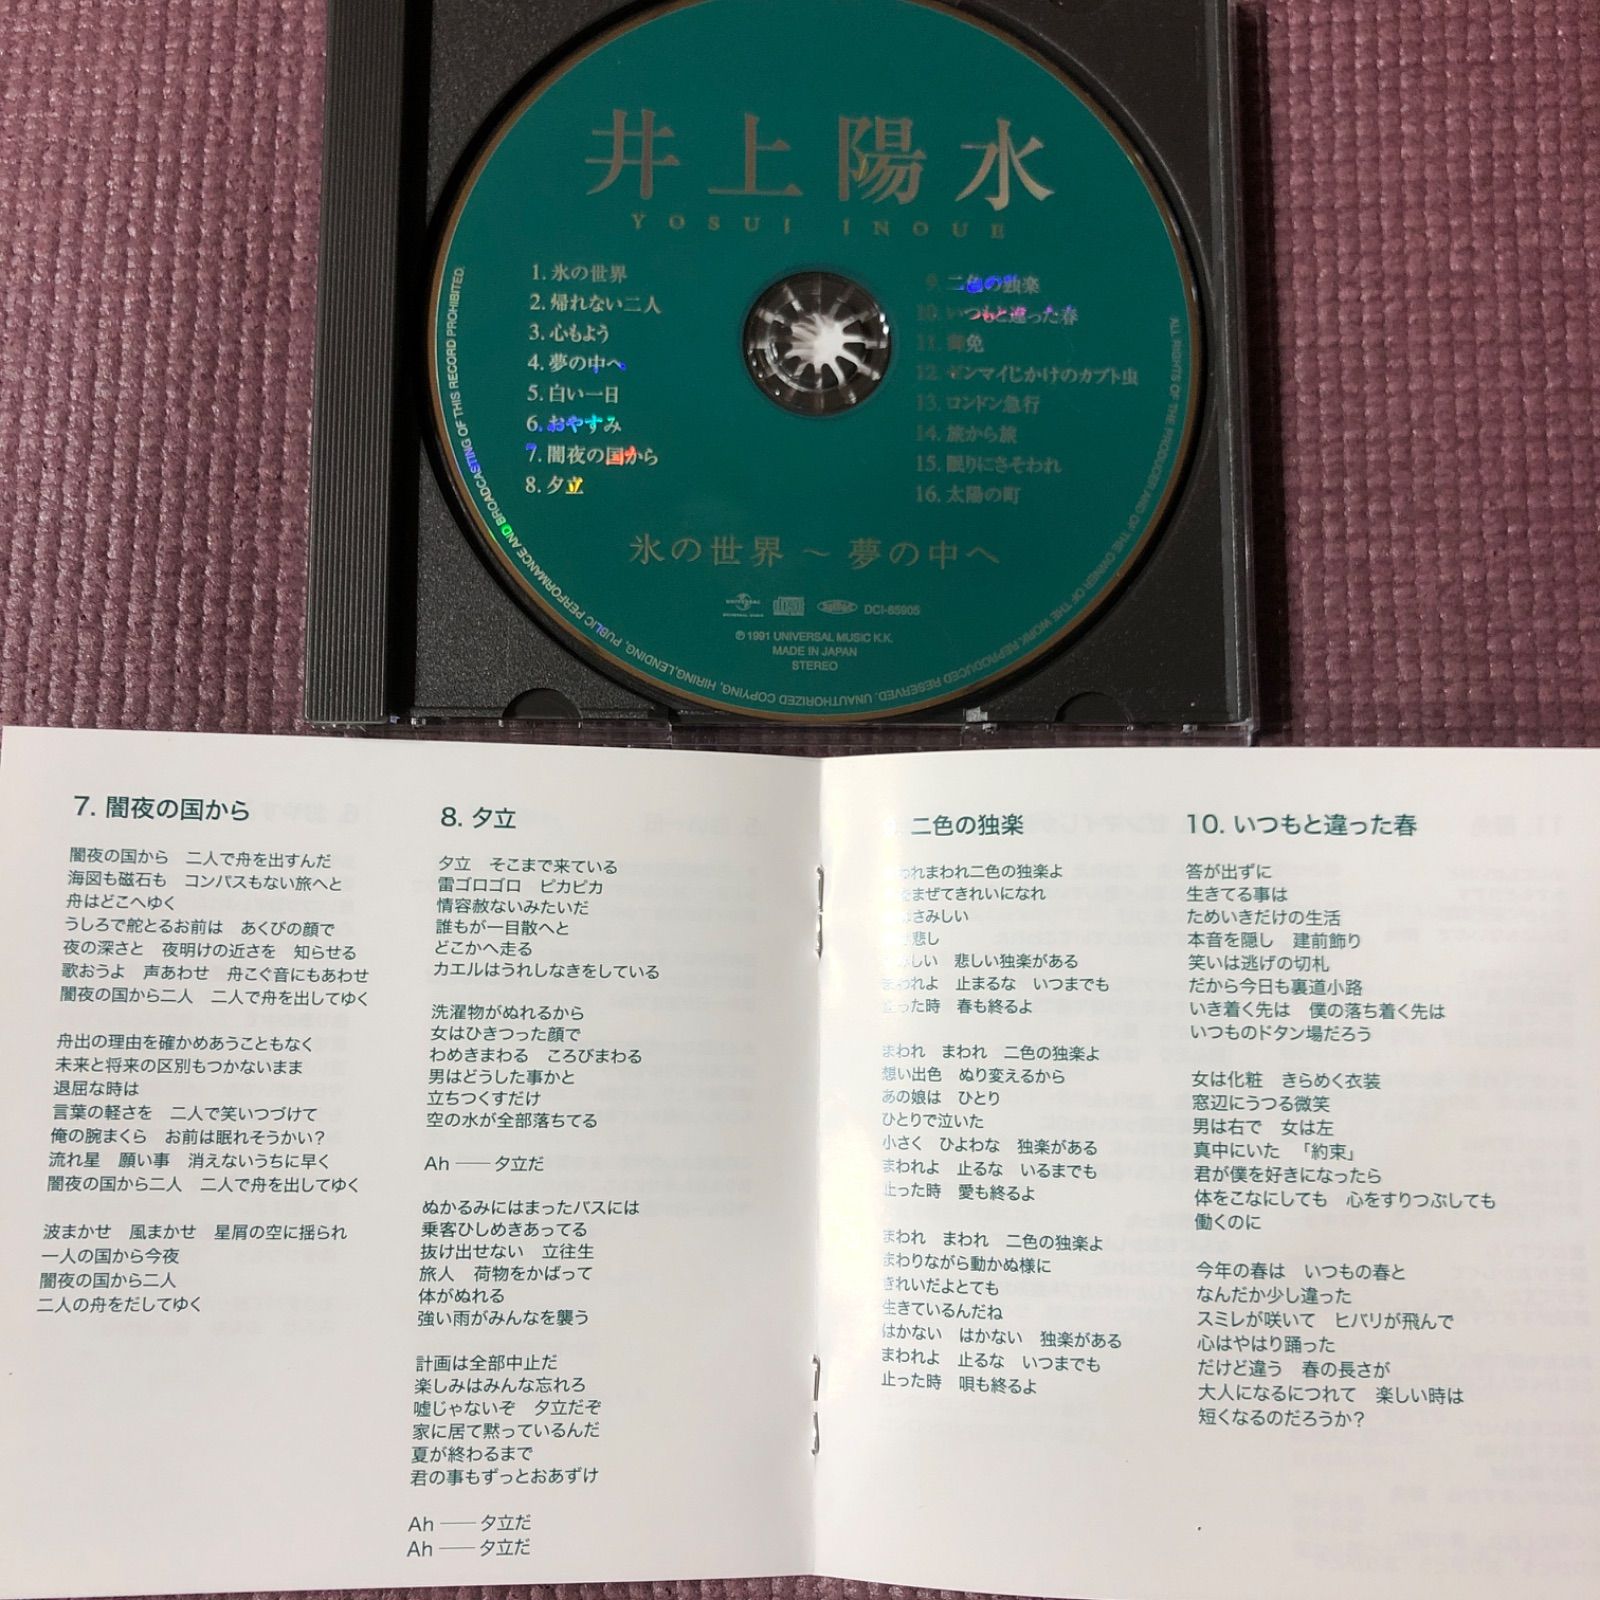 井上陽水
YOSUI INOUE
1. 氷の世界
2. 帰れない二人
3. 心もよう
4. 夢の中へ
5. 白い一日
6. おやすみ
7. 闇夜の国から
8. 夕立
9. 二色の独楽
10. いつもと違った春
11. 御免
12. ゼンマイじかけのカブト虫
13. ロンドン急行
14. 旅から旅
15. 眠りにさそわれ
16. 太陽の町
氷の世界 ～ 夢の中へ
DCI-85905
Ⓟ 1991 UNIVERSAL MUSIC K.K.
MADE IN JAPAN
STEREO
ALL RIGHTS OF THE PRODUCER AND OF THE OWNER OF THE WORK REPRODUCED RESERVED. UNAUTHORIZED COPYING, HIRING, LENDING, PUBLIC PERFORMANCE AND BROADCASTING OF THIS RECORD PROHIBITED.
7. 闇夜の国から
闇夜の国から　二人で舟を出すんだ
海図も磁石も　コンパスもない旅へと
舟はどこへゆく
うしろで舵とるお前は　あくびの顔で
夜の深さと　夜明けの近さを　知らせる
歌おうよ　声あわせ　舟こぐ音にもあわせ
闇夜の国から二人　二人で舟を出してゆく
舟出の理由を確かめあうこともなく
未来と将来の区別もつかないまま
退屈な時は
言葉の軽さを　二人で笑いつづけて
俺の腕まくら　お前は眠れそうかい?
流れ星　願い事　消えないうちに早く
闇夜の国から二人　二人で舟を出してゆく
波まかせ　風まかせ　星屑の空に揺られ
一人の国から今夜
闇夜の国から二人
二人の舟をだしてゆく
8. 夕立
夕立　そこまで来ている
雷ゴロゴロ　ピカピカ
情容赦ないみたいだ
誰もが一目散へと
どこかへ走る
カエルはうれしなきをしている
洗濯物がぬれるから
女はひきつった顔で
わめきまわる　ころびまわる
男はどうした事かと
立ちつくすだけ
空の水が全部落ちてる
Ah ──夕立だ
ぬかるみにはまったバスには
乗客ひしめきあってる
抜け出せない　立往生
旅人　荷物をかばって
体がぬれる
強い雨がみんなを襲う
計画は全部中止だ
楽しみはみんな忘れろ
嘘じゃないぞ　夕立だぞ
家に居て黙っているんだ
夏が終わるまで
君の事もずっとおあずけ
Ah ──夕立だ
Ah ──夕立だ
二色の独楽
われまわれ二色の独楽よ
をまぜてきれいになれ
さみしい
悲し
しい　悲しい独楽がある
まわれよ　止まるな　いつまでも
止った時　春も終るよ
まわれ　まわれ　二色の独楽よ
想い出色　ぬり変えるから
あの娘は　ひとり
ひとりで泣いた
小さく　ひよわな　独楽がある
まわれよ　止るな　いるまでも
止った時　愛も終るよ
まわれ　まわれ　二色の独楽よ
まわりながら動かぬ様に
きれいだよとても
生きているんだね
はかない　はかない　独楽がある
まわれよ　止るな　いつまでも
止った時　唄も終るよ
10. いつもと違った春
答が出ずに
生きてる事は
ためいきだけの生活
本音を隠し　建前飾り
笑いは逃げの切札
だから今日も裏道小路
いき着く先は　僕の落ち着く先は
いつものドタン場だろう
女は化粧　きらめく衣装
窓辺にうつる微笑
男は右で　女は左
真中にいた　「約束」
君が僕を好きになったら
体をこなにしても　心をすりつぶしても
働くのに
今年の春は　いつもの春と
なんだか少し違った
スミレが咲いて　ヒバリが飛んで
心はやはり踊った
だけど違う　春の長さが
大人になるにつれて　楽しい時は
短くなるのだろうか?